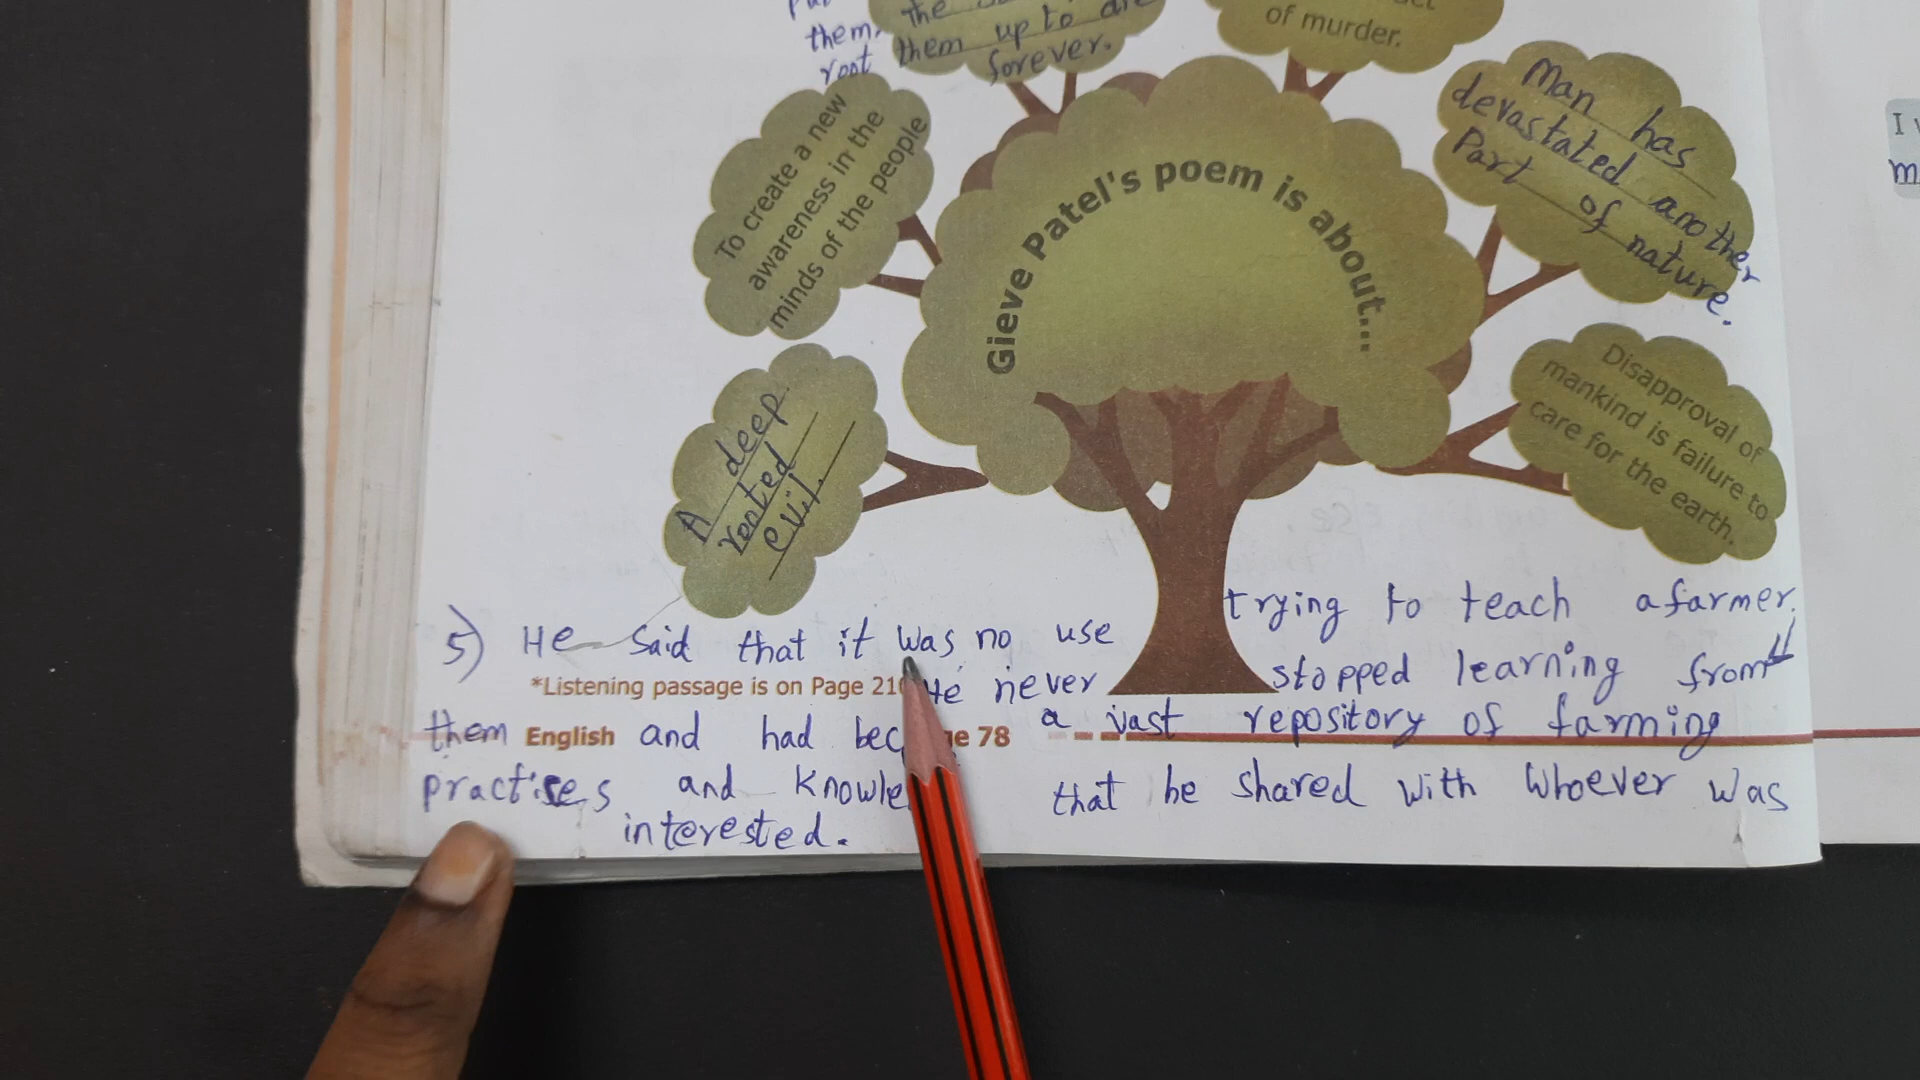 them,
root
the
them up to die
forever.
of murder.
Man has
devastated another
Part of
nature.
To create a new
awareness in the
minds of the people
Gieve Patel's poem is about...
A deep
rooted
evil.
Disapproval of
mankind is failure to
care for the earth.
5) He said that it was no use trying to teach a farmer.
*Listening passage is on Page 210
He never stopped learning from
them and had a vast repository of farming
English 78
practises and that he shared with whoever was
interested.
I